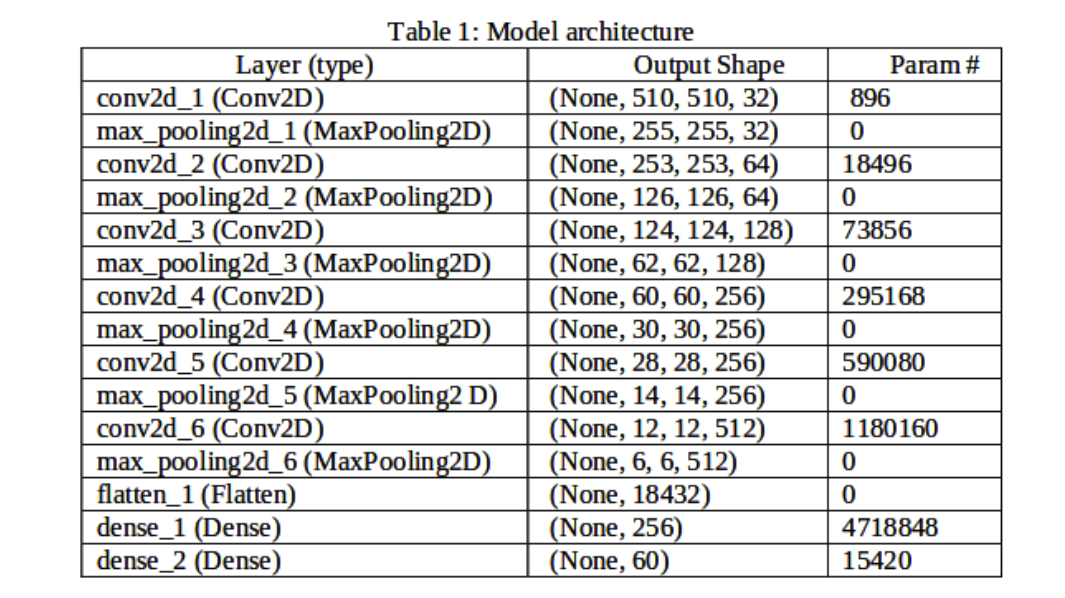 Table 1: Model architecture
Layer (type) Output Shape Param #
conv2d_1 (Conv2D) (None, 510, 510, 32) 896
max_pooling2d_1 (MaxPooling2D) (None, 255, 255, 32) 0
conv2d_2 (Conv2D) (None, 253, 253, 64) 18496
max_pooling2d_2 (MaxPooling2D) (None, 126, 126, 64) 0
conv2d_3 (Conv2D) (None, 124, 124, 128) 73856
max_pooling2d_3 (MaxPooling2D) (None, 62, 62, 128) 0
conv2d_4 (Conv2D) (None, 60, 60, 256) 295168
max_pooling2d_4 (MaxPooling2D) (None, 30, 30, 256) 0
conv2d_5 (Conv2D) (None, 28, 28, 256) 590080
max_pooling2d_5 (MaxPooling2 D) (None, 14, 14, 256) 0
conv2d_6 (Conv2D) (None, 12, 12, 512) 1180160
max_pooling2d_6 (MaxPooling2D) (None, 6, 6, 512) 0
flatten_1 (Flatten) (None, 18432) 0
dense_1 (Dense) (None, 256) 4718848
dense_2 (Dense) (None, 60) 15420